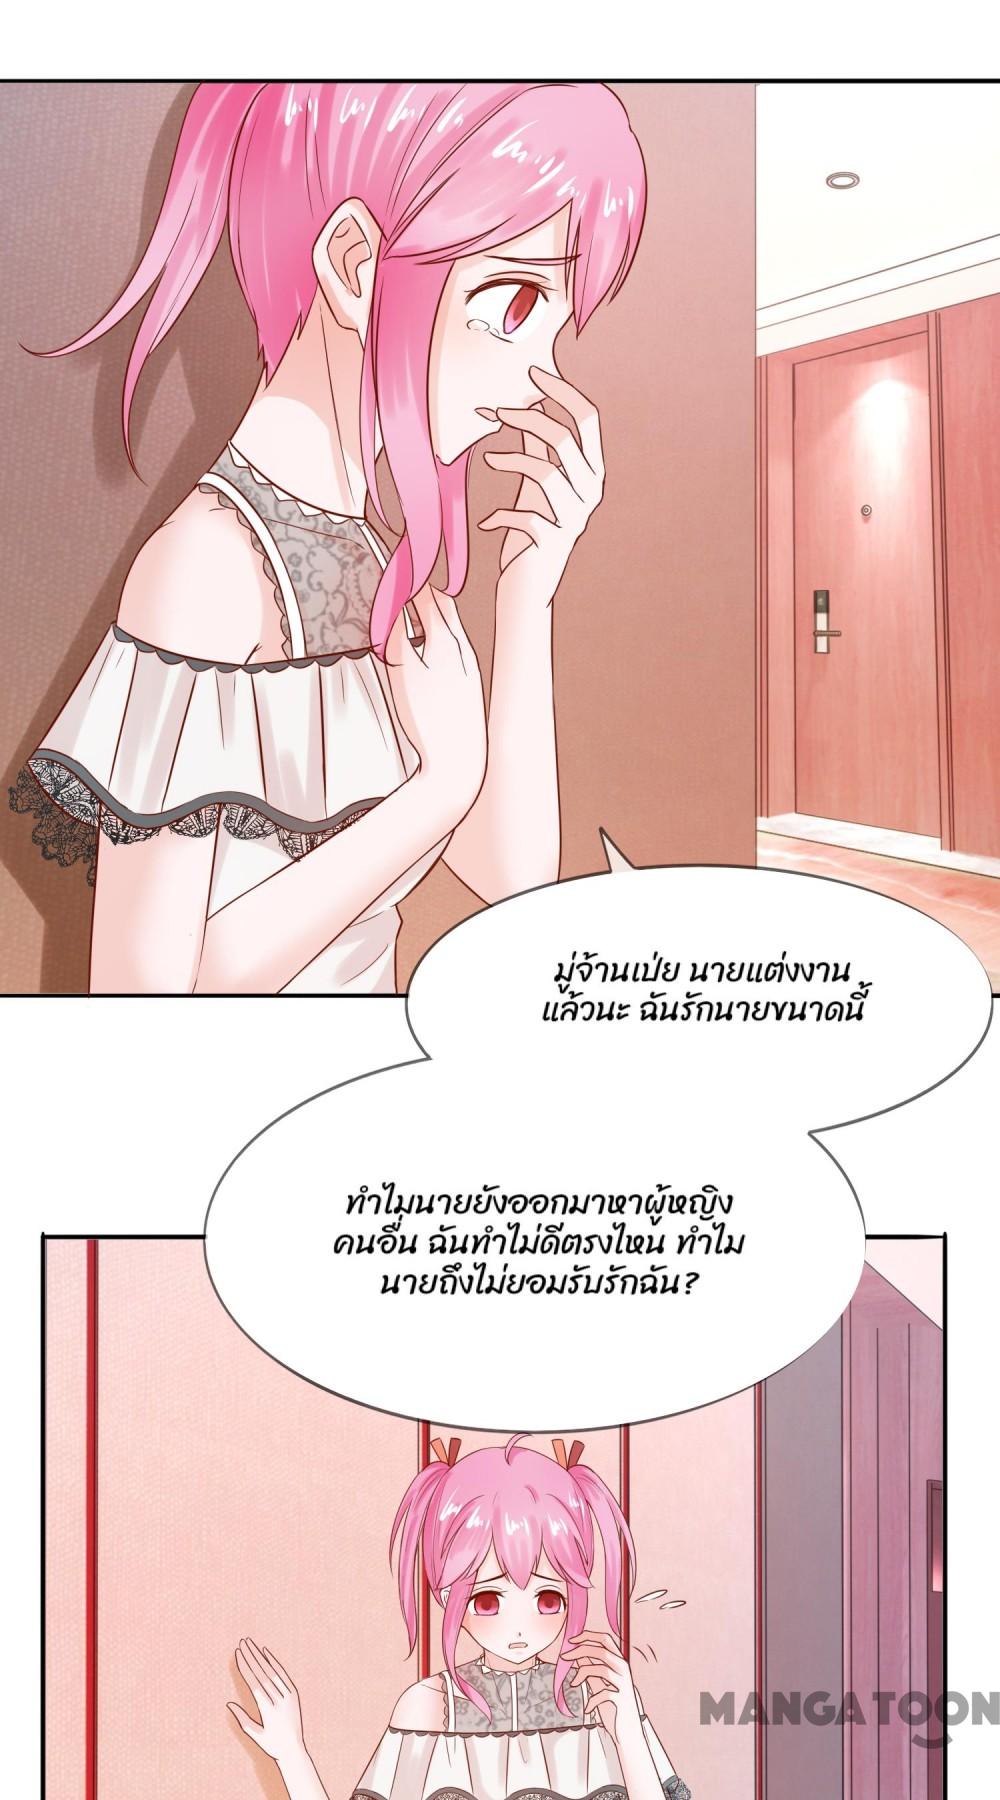 มู่จ้านเป่ย นายแต่งงาน
แล้วนะ ฉันรักนายขนาดนี้
ทำไมนายยังออกมาหาผู้หญิง
คนอื่น ฉันทำไม่ดีตรงไหน ทำไม
นายถึงไม่ยอมรับรักฉัน?
MANGATOON